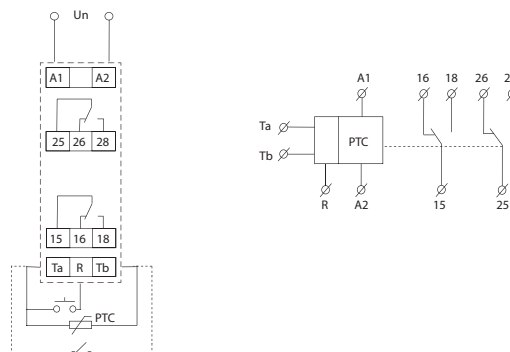 Un
A1 A2
25 26 28
15 16 18
Ta R Tb
PTC
A1 16 18 26
Ta
PTC
Tb
R A2 15 25